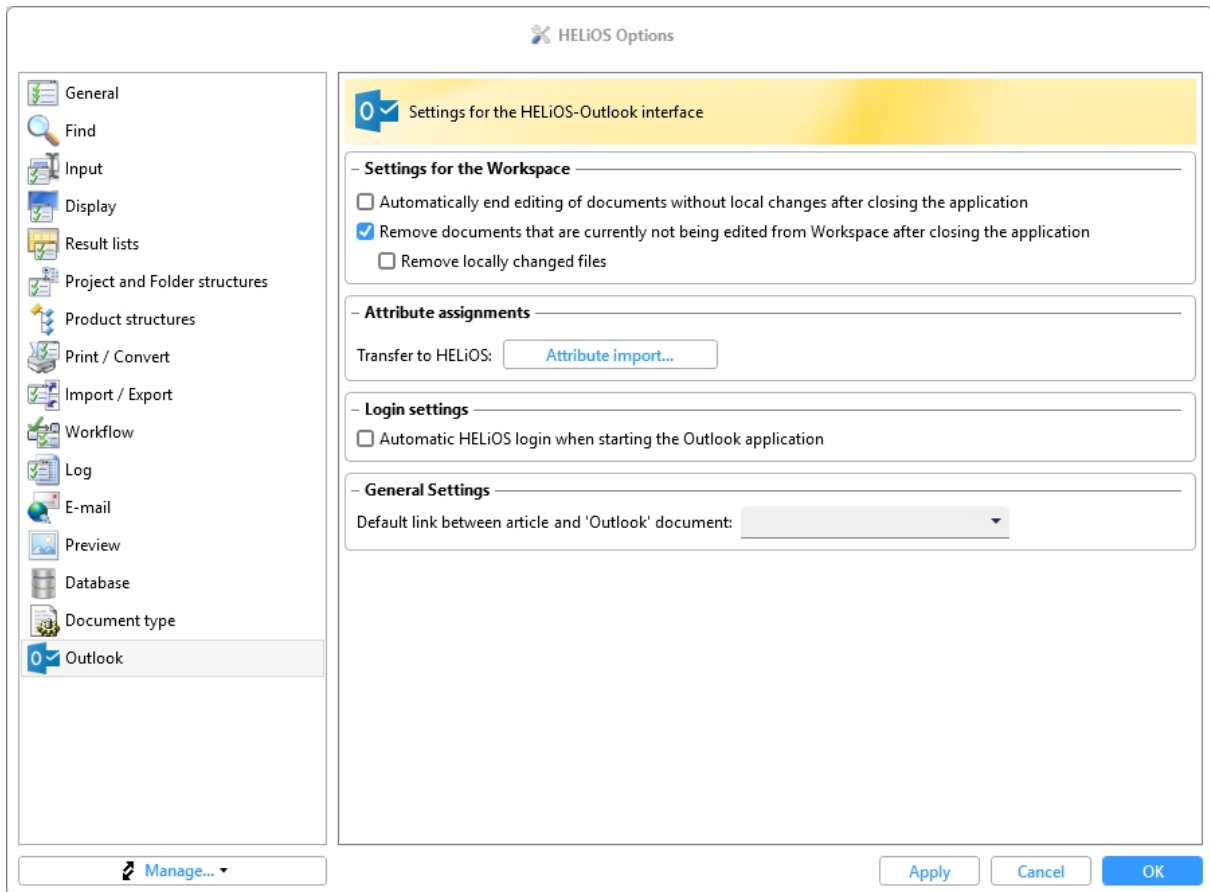 HELiOS Options
General
Find
Input
Display
Result lists
Project and Folder structures
Product structures
Print / Convert
Import / Export
Workflow
Log
E-mail
Preview
Database
Document type
Outlook
Manage...
Settings for the HELiOS-Outlook interface
Settings for the Workspace
Automatically end editing of documents without local changes after closing the application
Remove documents that are currently not being edited from Workspace after closing the application
Remove locally changed files
Attribute assignments
Transfer to HELiOS: Attribute import...
Login settings
Automatic HELiOS login when starting the Outlook application
General Settings
Default link between article and 'Outlook' document:
Apply Cancel OK